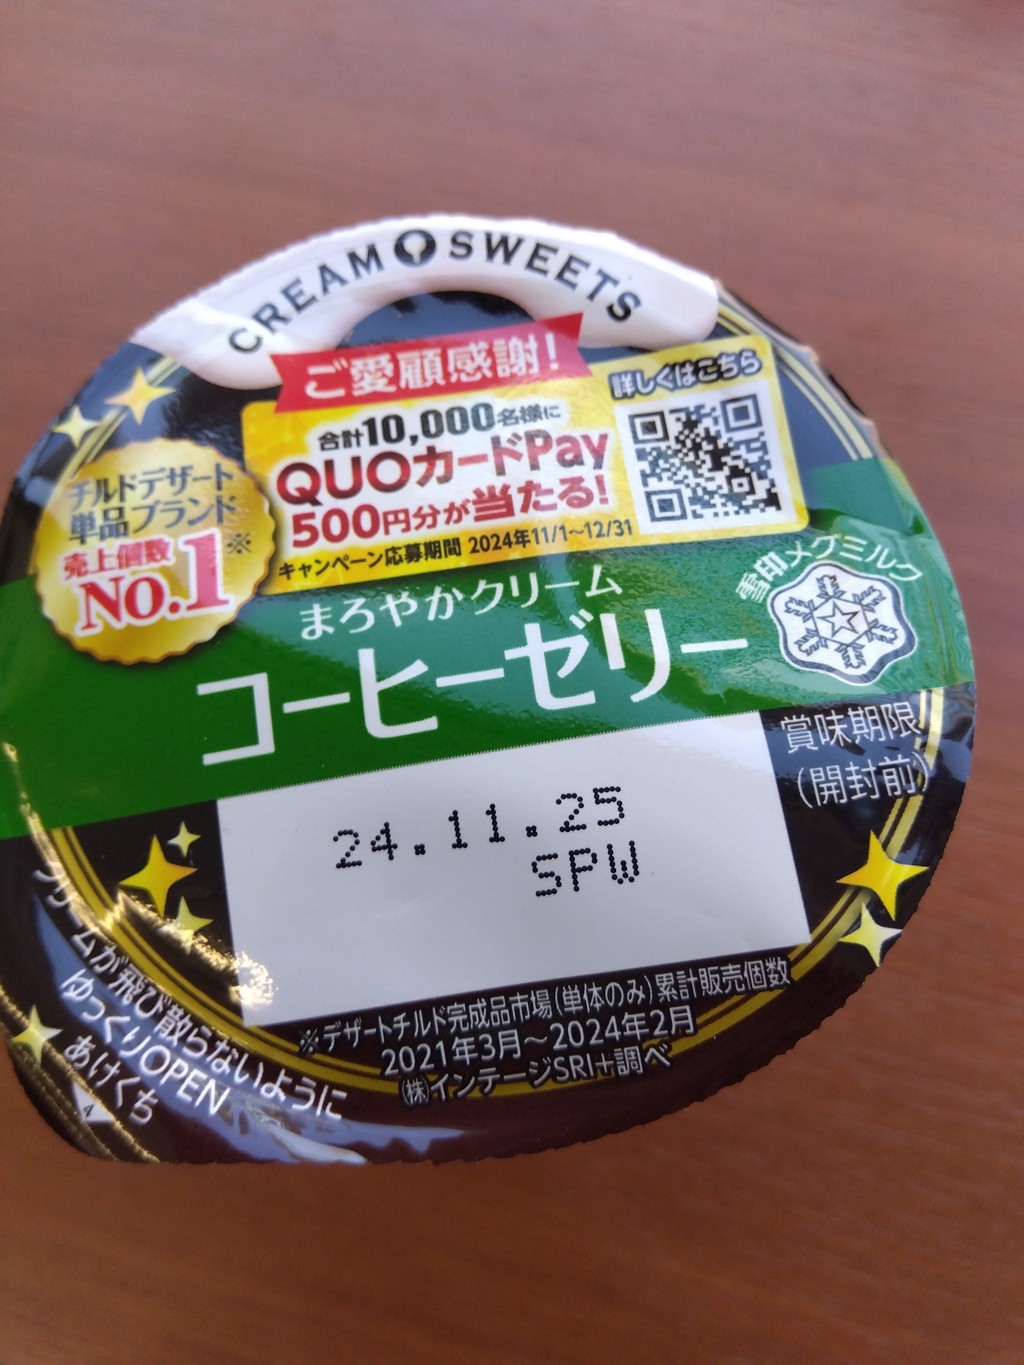 CREAM SWEETS
ご愛顧感謝!
詳しくはこちら
合計10,000名様に
QUOカードPay
500円分が当たる!
キャンペーン応募期間 2024年11/1~12/31
チルドデザート
単品ブランド
売上個数※
No.1
雪印メグミルク
まろやかクリーム
コーヒーゼリー
賞味期限
(開封前)
24.11.25
SPW
※デザートチルド完成品市場(単体のみ)累計販売個数
2021年3月~2024年2月
㈱インテージSRI+調べ
クリームが飛び散らないように
ゆっくりOPEN
あけくち
4